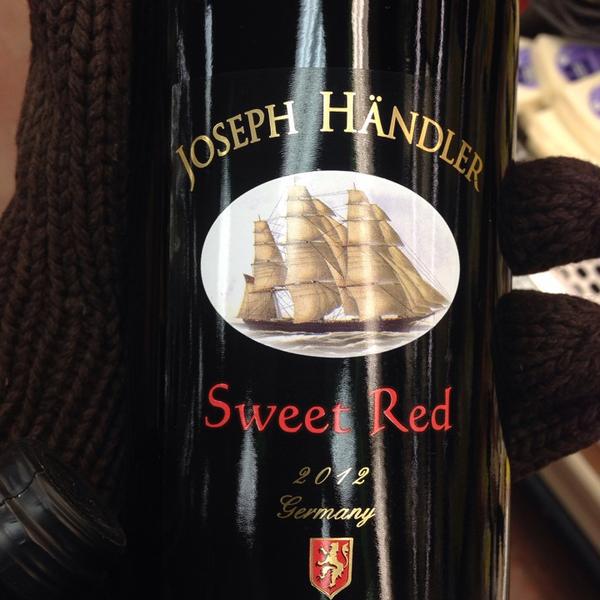 JOSEPH HÄNDLER
Sweet Red
2012
Germany